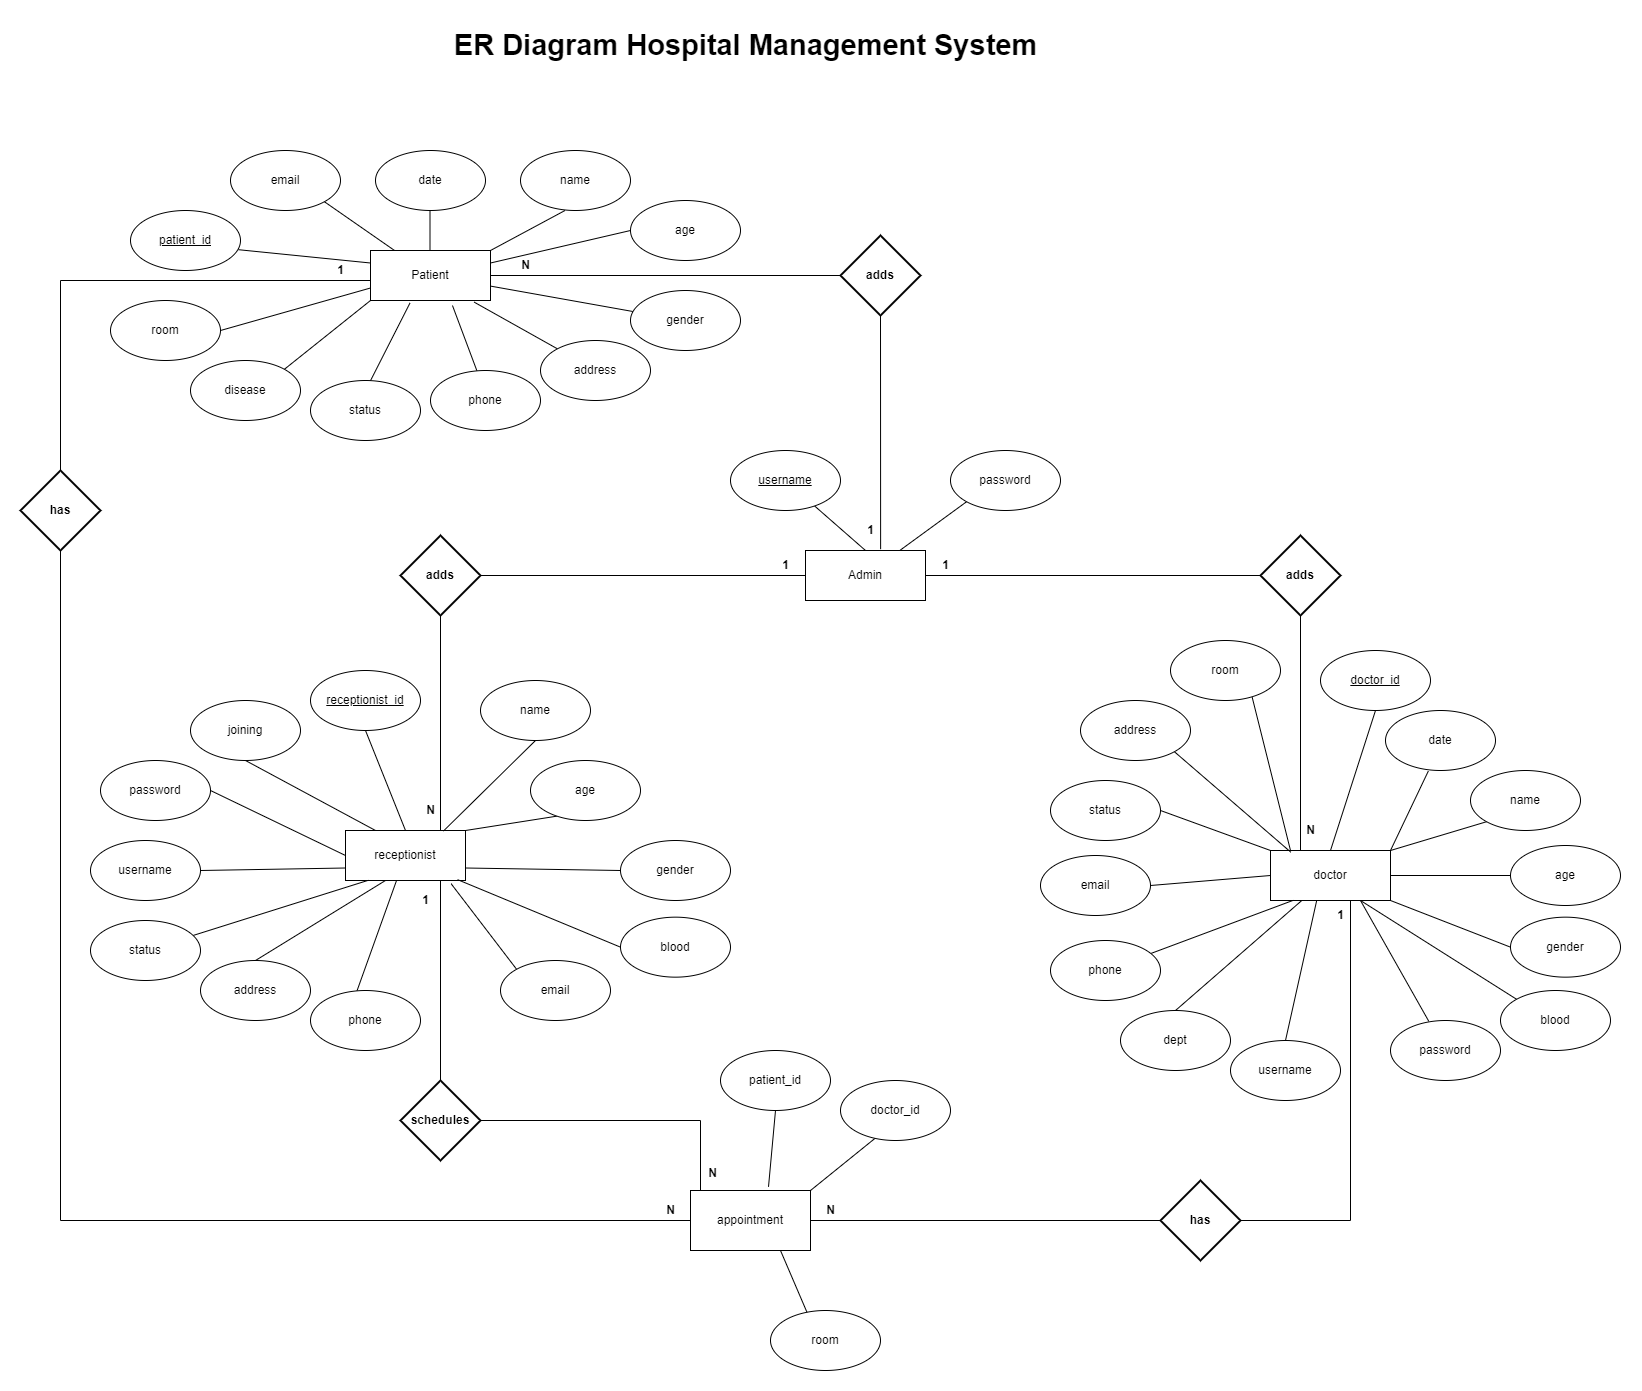 ER Diagram Hospital Management System
email
date
name
patient_id
age
1
N
Patient
adds
room
gender
disease
address
status
phone
username
password
has
1
adds
1
Admin
1
adds
room
doctor_id
receptionist_id
name
joining
address
date
password
age
status
name
N
N
receptionist
username
gender
doctor
age
email
1
1
status
blood
gender
phone
address
email
phone
blood
dept
password
username
patient_id
doctor_id
schedules
N
N
appointment
N
has
room